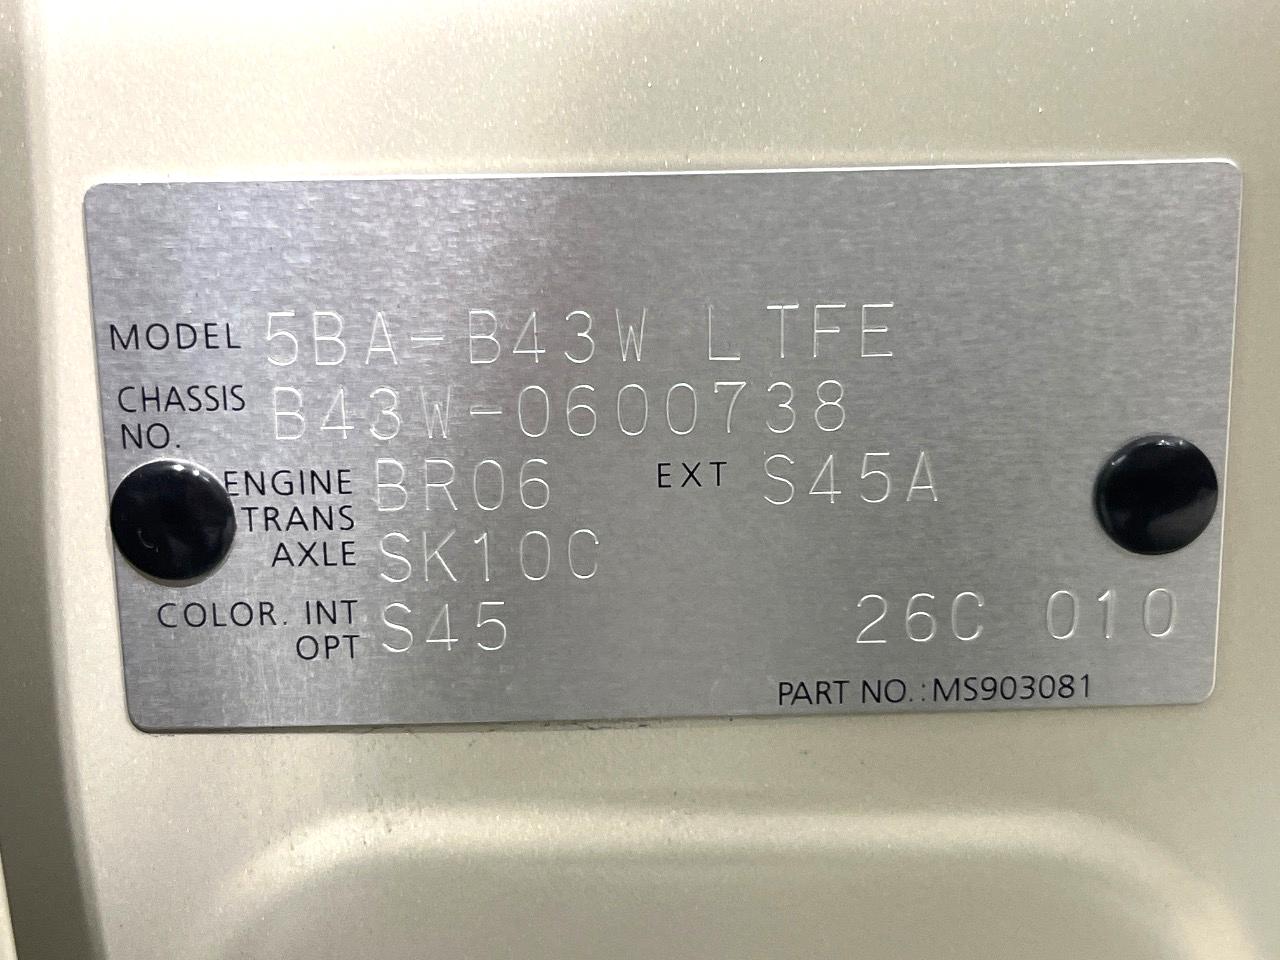 MODEL 5BA-B43W LTFE
CHASSIS NO. B43W-0600738
ENGINE BR06 EXT S45A
TRANS AXLE SK10C
COLOR. INT S45 26C 010
OPT
PART NO.:MS903081